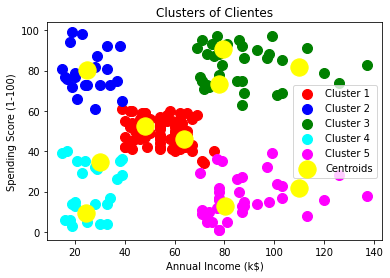 Clusters of Clientes
Spending Score (1-100)
100
80
60
40
20
0
Cluster 1
Cluster 2
Cluster 3
Cluster 4
Cluster 5
Centroids
20 40 60 80 100 120 140
Annual Income (k$)